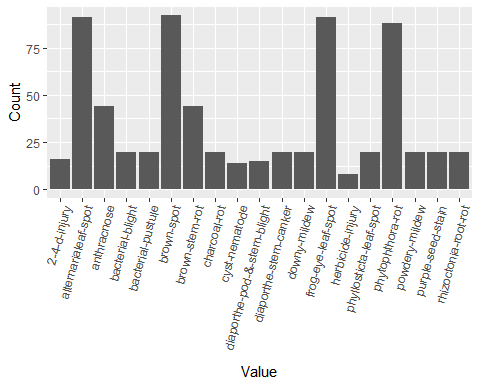 Count
75
50
25
0
2-4-d-injury
alternarialeaf-spot
anthracnose
bacterial-blight
bacterial-pustule
brown-spot
brown-stem-rot
charcoal-rot
cyst-nematode
diaporthe-pod-&-stem-blight
diaporthe-stem-canker
downy-mildew
frog-eye-leaf-spot
herbicide-injury
phyllosticta-leaf-spot
phytophthora-rot
powdery-mildew
purple-seed-stain
rhizoctonia-root-rot
Value